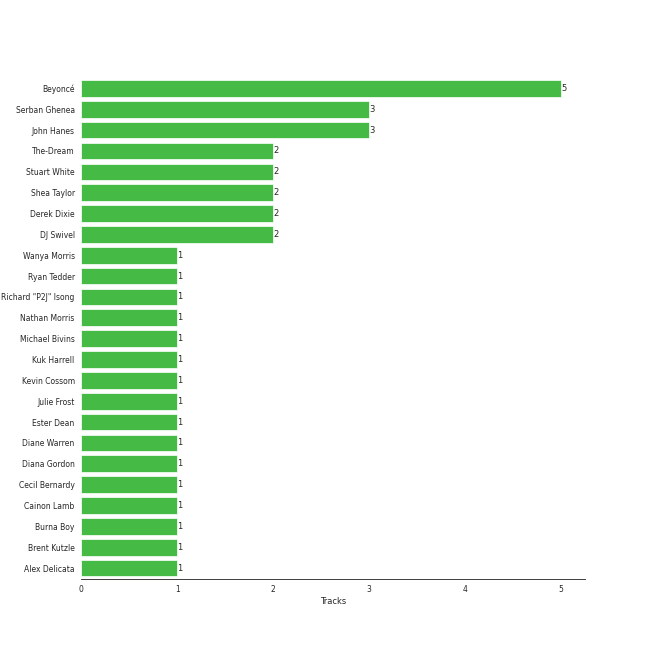 Beyoncé 5
Serban Ghenea 3
John Hanes 3
The-Dream 2
Stuart White 2
Shea Taylor 2
Derek Dixie 2
DJ Swivel 2
Wanya Morris 1
Ryan Tedder 1
Richard "P2J" Isong 1
Nathan Morris 1
Michael Bivins 1
Kuk Harrell 1
Kevin Cossom 1
Julie Frost 1
Ester Dean 1
Diane Warren 1
Diana Gordon 1
Cecil Bernardy 1
Cainon Lamb 1
Burna Boy 1
Brent Kutzle 1
Alex Delicata 1
0 1 2 3 4 5
Tracks